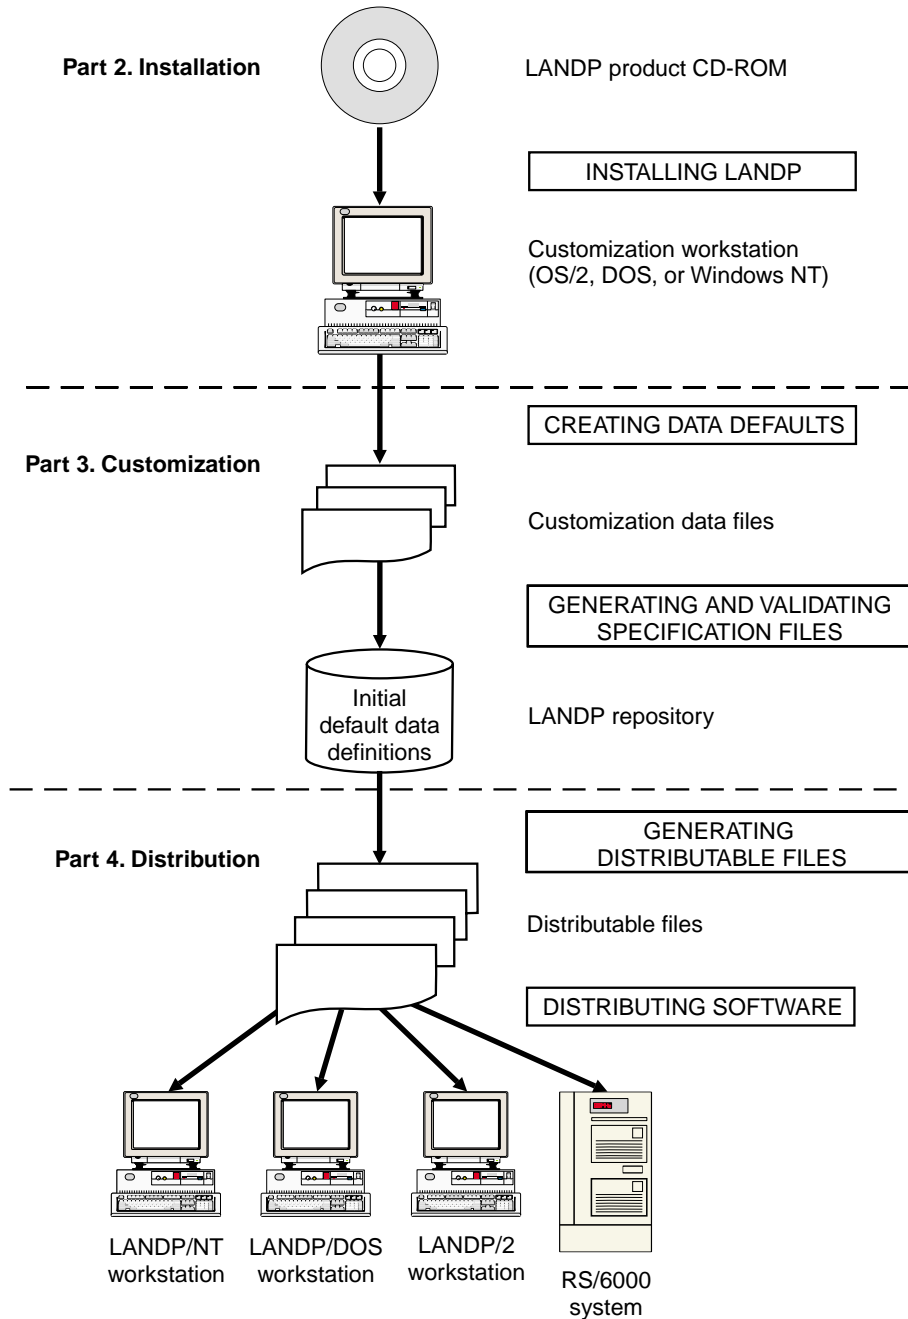 Part 2. Installation
LANDP product CD-ROM
INSTALLING LANDP
Customization workstation
(OS/2, DOS, or Windows NT)
CREATING DATA DEFAULTS
Part 3. Customization
Customization data files
GENERATING AND VALIDATING
SPECIFICATION FILES
Initial
default data
definitions
LANDP repository
GENERATING
DISTRIBUTABLE FILES
Part 4. Distribution
Distributable files
DISTRIBUTING SOFTWARE
LANDP/NT
workstation
LANDP/DOS
workstation
LANDP/2
workstation
RS/6000
system